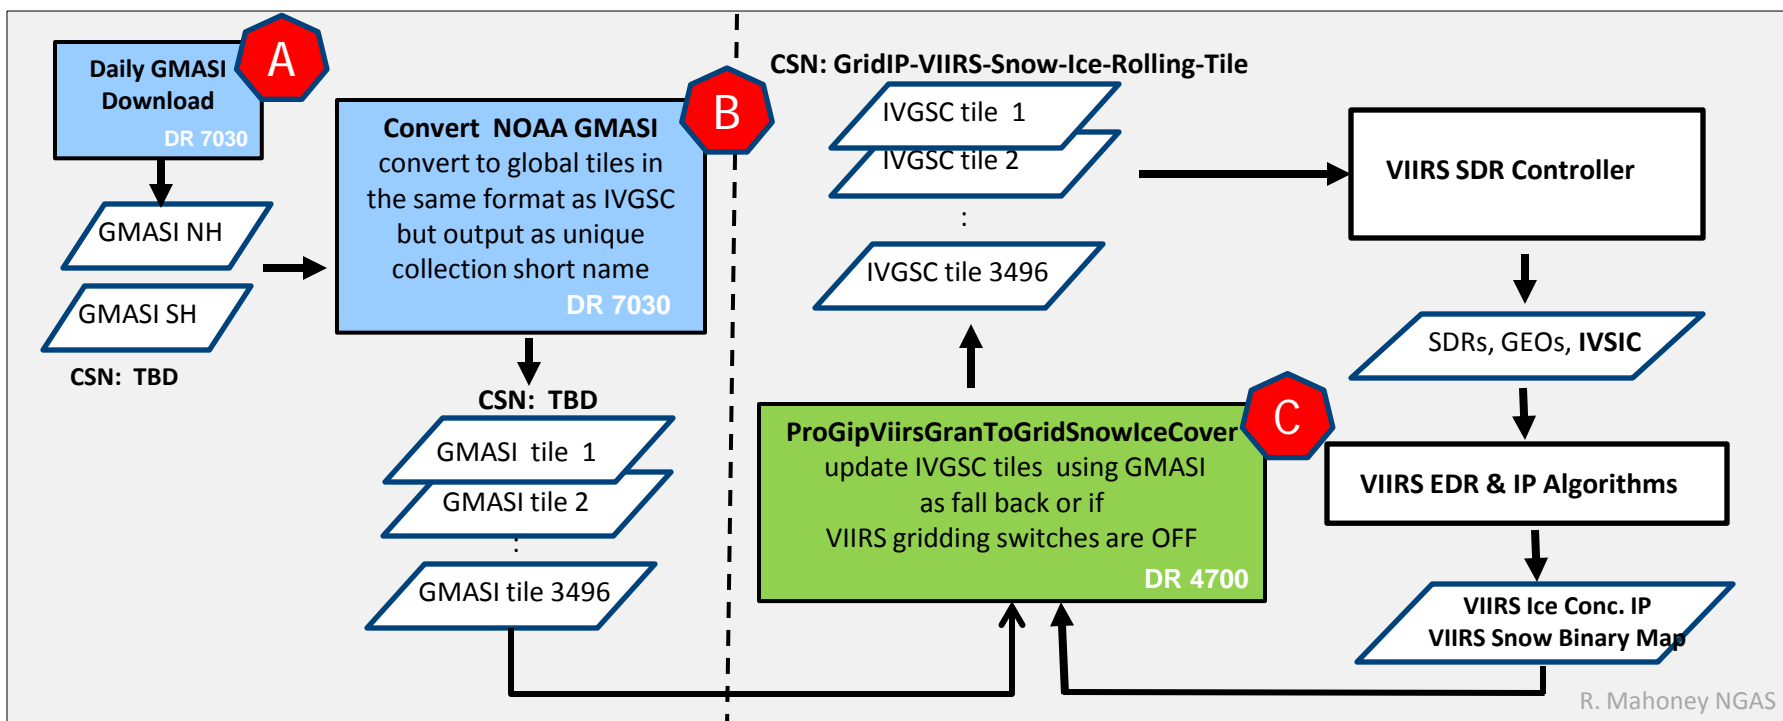 Daily GMASI
Download
DR 7030
A
GMASI NH
GMASI SH
CSN: TBD
Convert NOAA GMASI
convert to global tiles in
the same format as IVGSC
but output as unique
collection short name
DR 7030
B
CSN: TBD
GMASI tile 1
GMASI tile 2
:
GMASI tile 3496
CSN: GridIP-VIIRS-Snow-Ice-Rolling-Tile
IVGSC tile 1
IVGSC tile 2
:
IVGSC tile 3496
ProGipViirsGranToGridSnowIceCover
update IVGSC tiles using GMASI
as fall back or if
VIIRS gridding switches are OFF
DR 4700
C
VIIRS SDR Controller
SDRs, GEOs, IVSIC
VIIRS EDR & IP Algorithms
VIIRS Ice Conc. IP
VIIRS Snow Binary Map
R. Mahoney NGAS